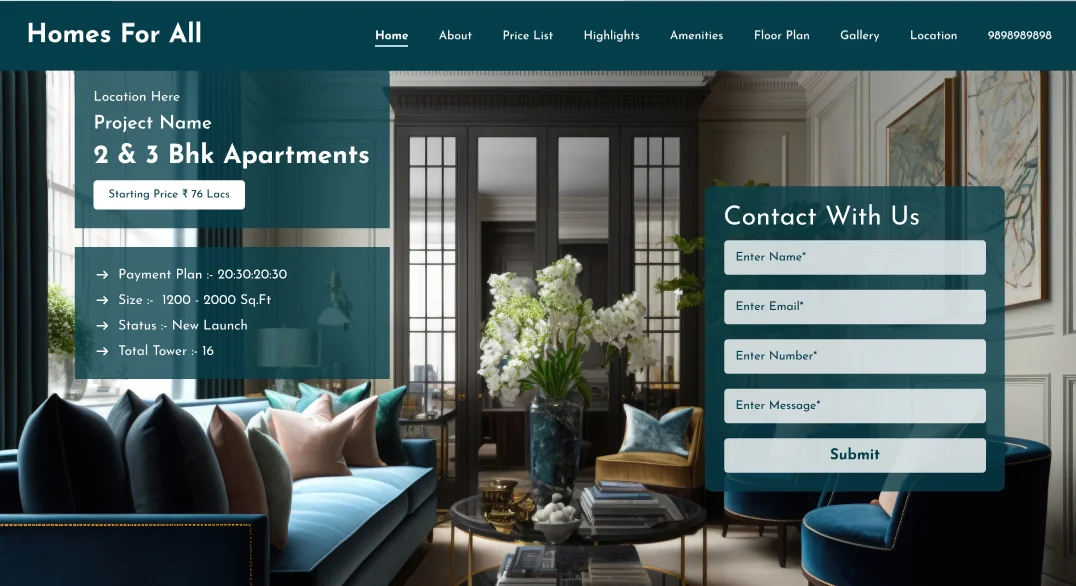 Homes For All
Home About Price List Highlights Amenities Floor Plan Gallery Location 9898989898
Location Here
Project Name
2 & 3 Bhk Apartments
Starting Price ₹ 76 Lacs
→ Payment Plan :- 20:30:20:30
→ Size :- 1200 - 2000 Sq.Ft
→ Status :- New Launch
→ Total Tower :- 16
Contact With Us
Enter Name*
Enter Email*
Enter Number*
Enter Message*
Submit